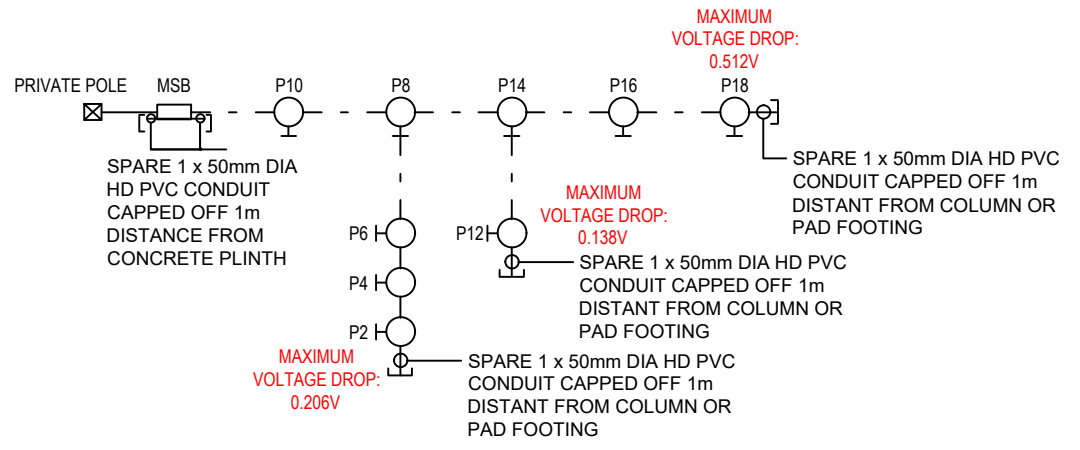 MAXIMUM
VOLTAGE DROP:
0.512V
PRIVATE POLE
MSB
P10
P8
P14
P16
P18
SPARE 1 x 50mm DIA
HD PVC CONDUIT
CAPPED OFF 1m
DISTANCE FROM
CONCRETE PLINTH
SPARE 1 x 50mm DIA HD PVC
CONDUIT CAPPED OFF 1m
DISTANT FROM COLUMN OR
PAD FOOTING
MAXIMUM
VOLTAGE DROP:
0.138V
P6
P12
SPARE 1 x 50mm DIA HD PVC
CONDUIT CAPPED OFF 1m
DISTANT FROM COLUMN OR
PAD FOOTING
P4
P2
MAXIMUM
VOLTAGE DROP:
0.206V
SPARE 1 x 50mm DIA HD PVC
CONDUIT CAPPED OFF 1m
DISTANT FROM COLUMN OR
PAD FOOTING